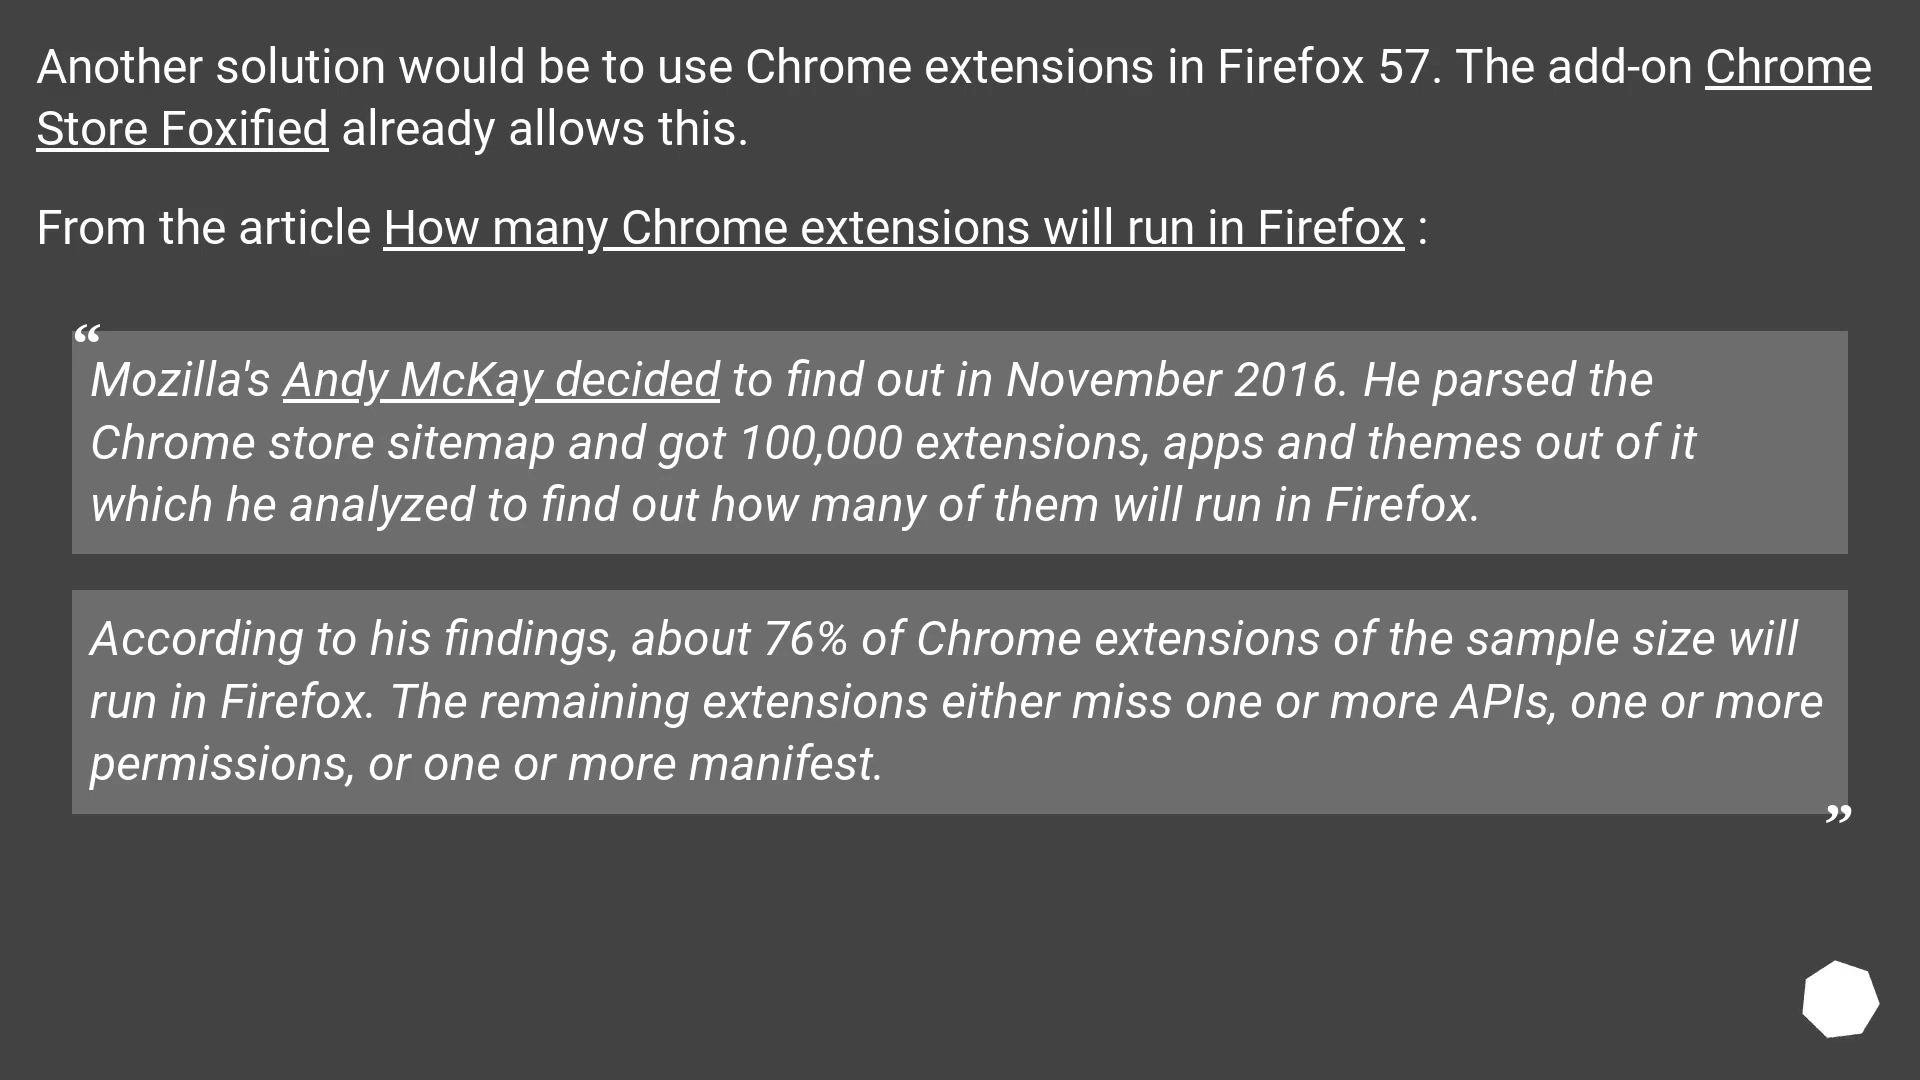 Another solution would be to use Chrome extensions in Firefox 57. The add-on Chrome
Store Foxified already allows this.
From the article How many Chrome extensions will run in Firefox :
“
Mozilla's Andy McKay decided to find out in November 2016. He parsed the
Chrome store sitemap and got 100,000 extensions, apps and themes out of it
which he analyzed to find out how many of them will run in Firefox.
According to his findings, about 76% of Chrome extensions of the sample size will
run in Firefox. The remaining extensions either miss one or more APIs, one or more
permissions, or one or more manifest.
”